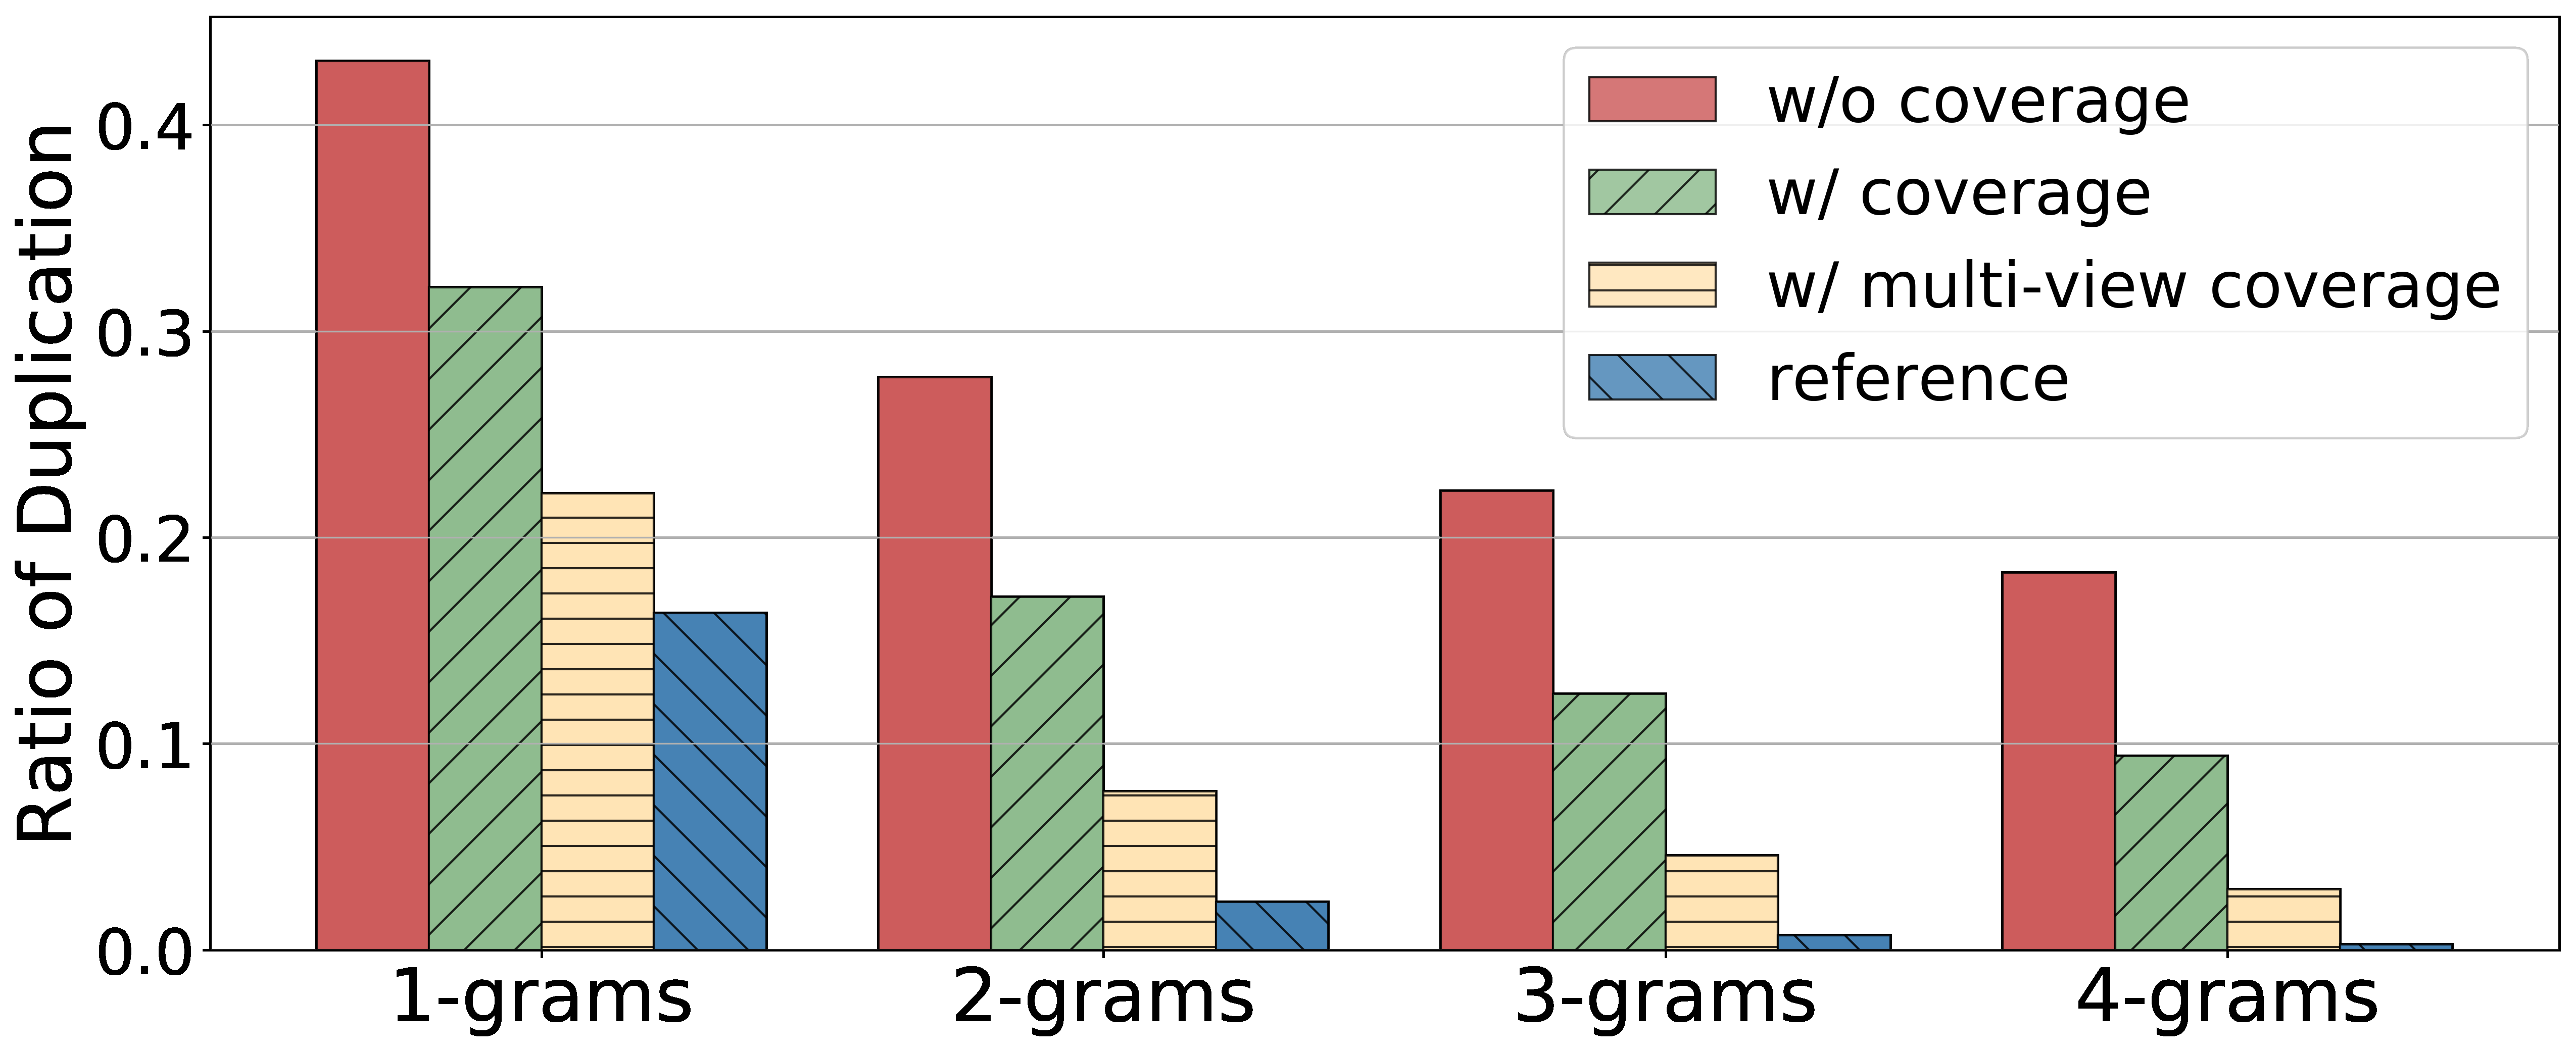 Ratio of Duplication
0.4
0.3
0.2
0.1
0.0
1-grams
2-grams
3-grams
4-grams
w/o coverage
w/ coverage
w/ multi-view coverage
reference